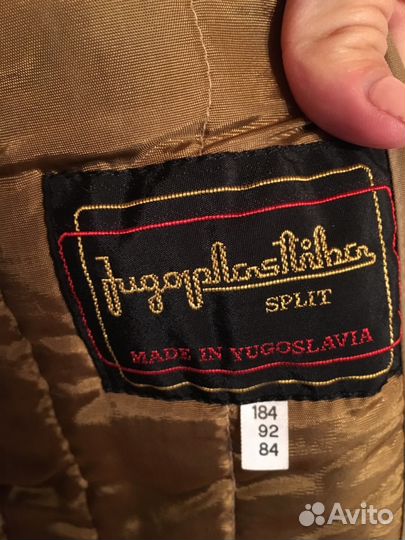 Jugoplastika
SPLIT
MADE IN YUGOSLAVIA
184
92
84
Avito